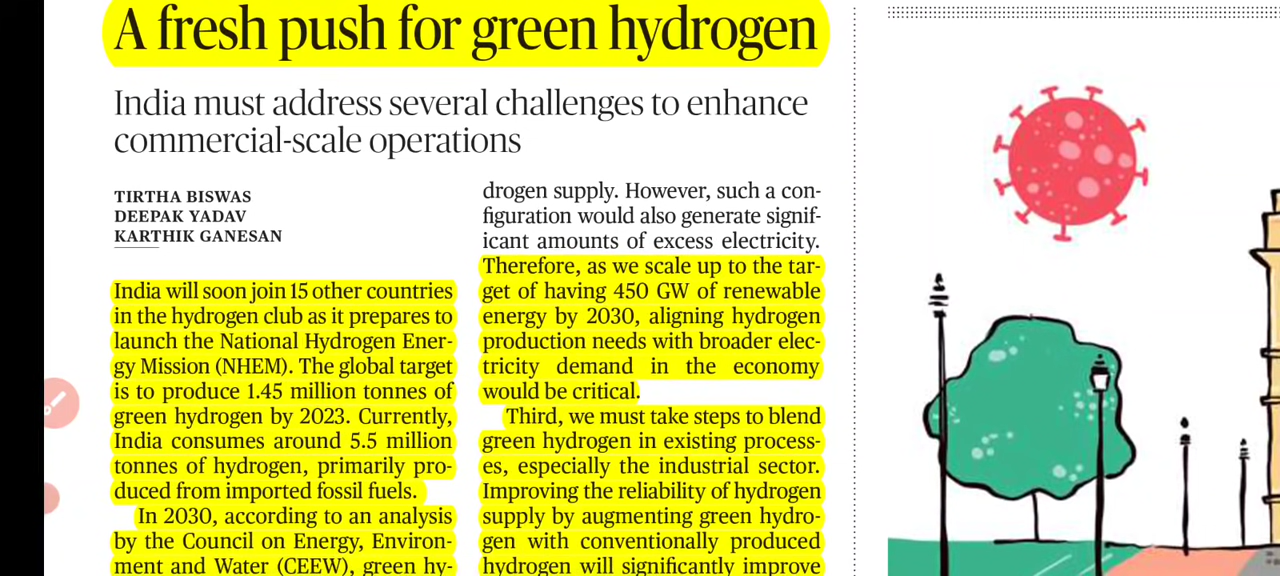 A fresh push for green hydrogen
India must address several challenges to enhance
commercial-scale operations
TIRTHA BISWAS
DEEPAK YADAV
KARTHIK GANESAN
India will soon join 15 other countries
in the hydrogen club as it prepares to
launch the National Hydrogen Ener-
gy Mission (NHEM). The global target
is to produce 1.45 million tonnes of
green hydrogen by 2023. Currently,
India consumes around 5.5 million
tonnes of hydrogen, primarily pro-
duced from imported fossil fuels.
In 2030, according to an analysis
by the Council on Energy, Environ-
ment and Water (CEEW), green hy-
drogen supply. However, such a con-
figuration would also generate signif-
icant amounts of excess electricity.
Therefore, as we scale up to the tar-
get of having 450 GW of renewable
energy by 2030, aligning hydrogen
production needs with broader elec-
tricity demand in the economy
would be critical.
Third, we must take steps to blend
green hydrogen in existing process-
es, especially the industrial sector.
Improving the reliability of hydrogen
supply by augmenting green hydro-
gen with conventionally produced
hydrogen will significantly improve